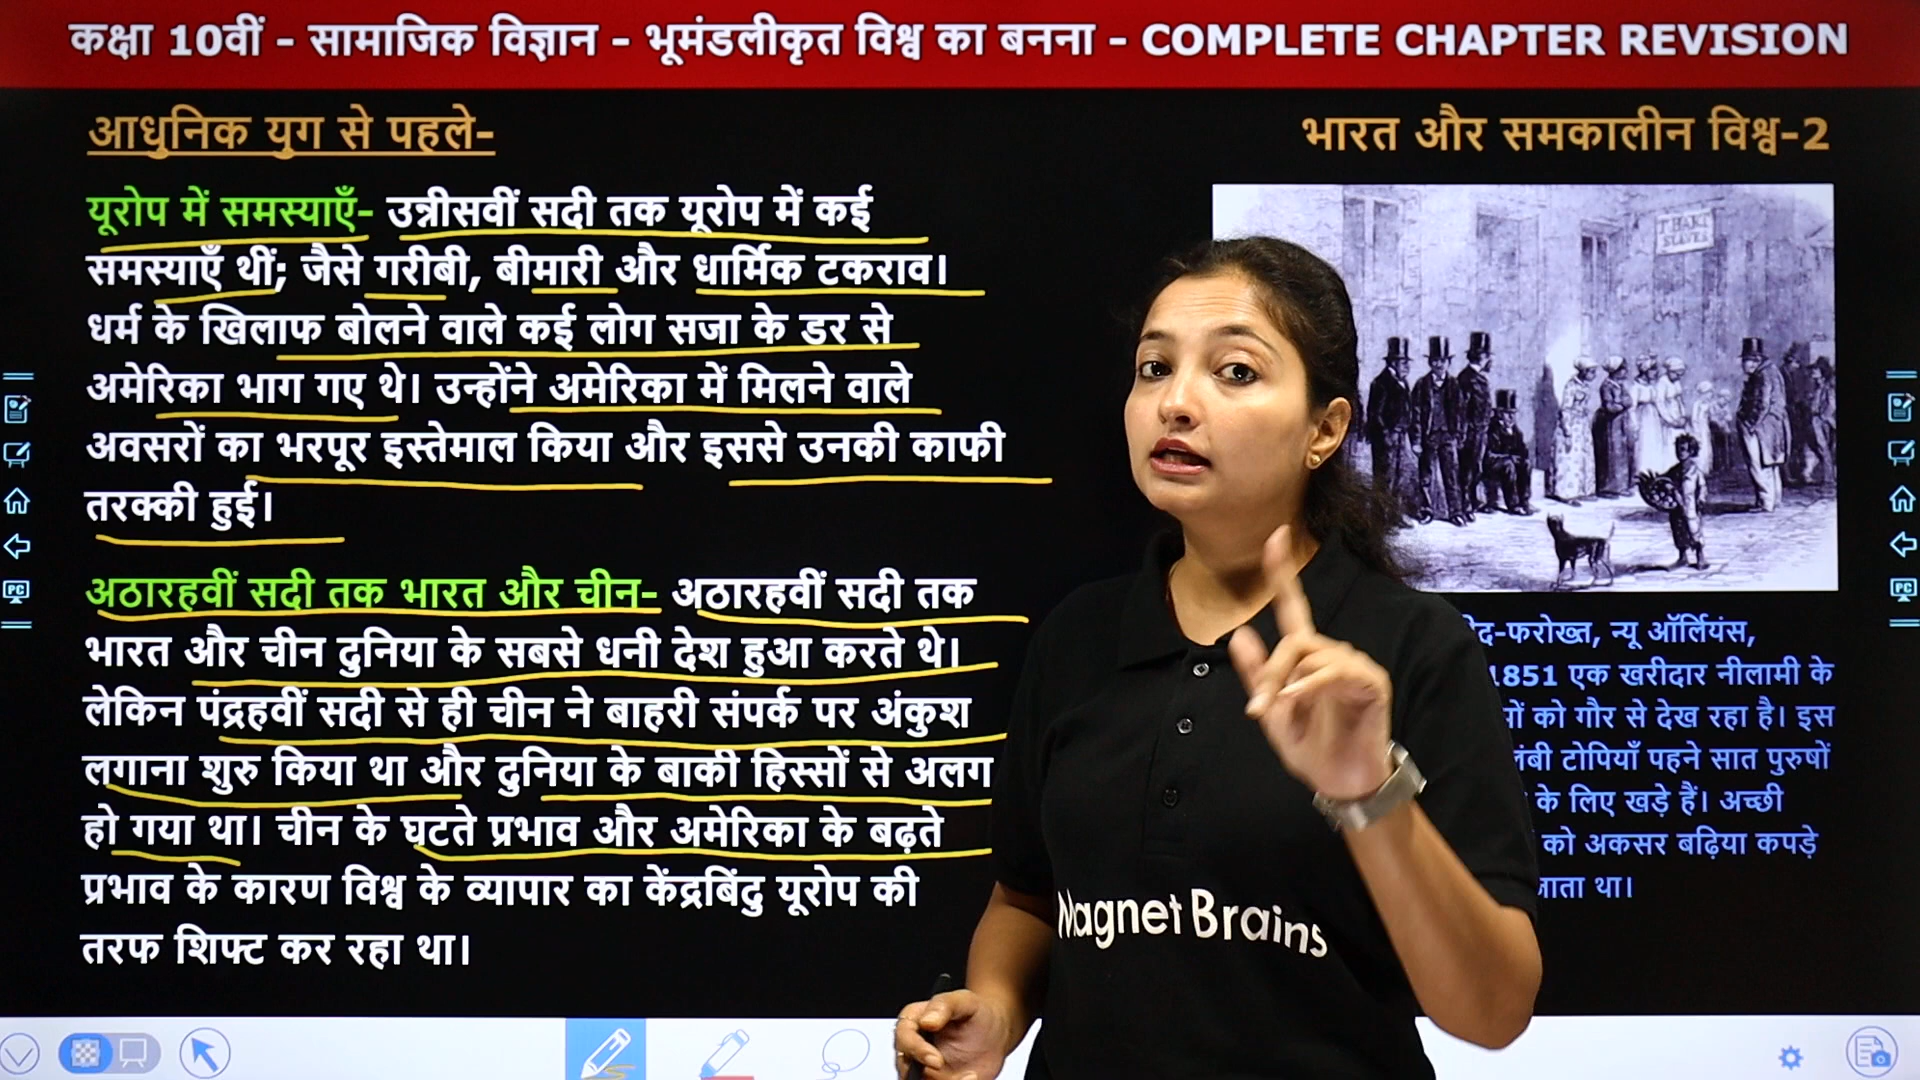 कक्षा 10वीं - सामाजिक विज्ञान - भूमंडलीकृत विश्व का बनना - COMPLETE CHAPTER REVISION
आधुनिक युग से पहले-
यूरोप में समस्याएँ- उन्नीसवीं सदी तक यूरोप में कई
समस्याएँ थीं; जैसे गरीबी, बीमारी और धार्मिक टकराव।
धर्म के खिलाफ बोलने वाले कई लोग सजा के डर से
अमेरिका भाग गए थे। उन्होंने अमेरिका में मिलने वाले
अवसरों का भरपूर इस्तेमाल किया और इससे उनकी काफी
तरक्की हुई।
अठारहवीं सदी तक भारत और चीन- अठारहवीं सदी तक
भारत और चीन दुनिया के सबसे धनी देश हुआ करते थे।
लेकिन पंद्रहवीं सदी से ही चीन ने बाहरी संपर्क पर अंकुश
लगाना शुरु किया था और दुनिया के बाकी हिस्सों से अलग
हो गया था। चीन के घटते प्रभाव और अमेरिका के बढ़ते
प्रभाव के कारण विश्व के व्यापार का केंद्रबिंदु यूरोप की
तरफ शिफ्ट कर रहा था।
भारत और समकालीन विश्व-2
न्यू ऑर्लियंस,
1851 एक खरीदार नीलामी के
को गौर से देख रहा है। इस
लंबी टोपियाँ पहने सात पुरुषों
के लिए खड़े हैं। अच्छी
को अकसर बढ़िया कपड़े
जाता था।
Magnet Brains
PC
PC